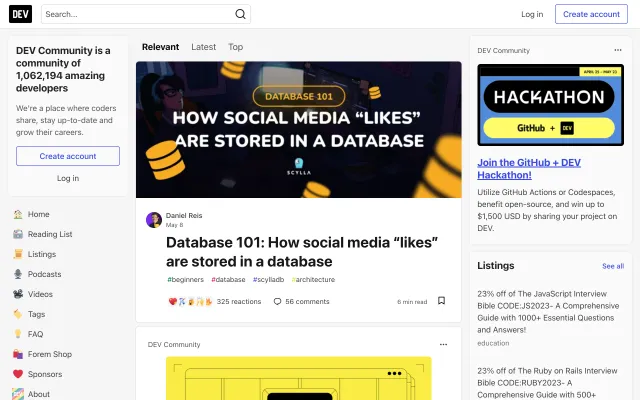 DEV
Search...
Log in
Create account
DEV Community is a
community of
1,062,194 amazing
developers
We're a place where coders
share, stay up-to-date and
grow their careers.
Create account
Log in
Home
Reading List
Listings
Podcasts
Videos
Tags
FAQ
Forem Shop
Sponsors
About
Relevant
Latest
Top
DATABASE 101
HOW SOCIAL MEDIA “LIKES”
ARE STORED IN A DATABASE
SCYLLA
Daniel Reis
May 8
Database 101: How social media “likes”
are stored in a database
#beginners
#database
#scylladb
#architecture
325 reactions
56 comments
6 min read
DEV Community
DEV Community
APRIL 25 - MAY 23
HACKATHON
GitHub + DEV
Join the GitHub + DEV
Hackathon!
Utilize GitHub Actions or Codespaces,
benefit open-source, and win up to
$1,500 USD by sharing your project on
DEV.
Listings
See all
23% off of The JavaScript Interview
Bible CODE:JS2023- A Comprehensive
Guide with 1000+ Essential Questions
and Answers!
education
23% off of The Ruby on Rails Interview
Bible CODE:RUBY2023- A
Comprehensive Guide with 500+